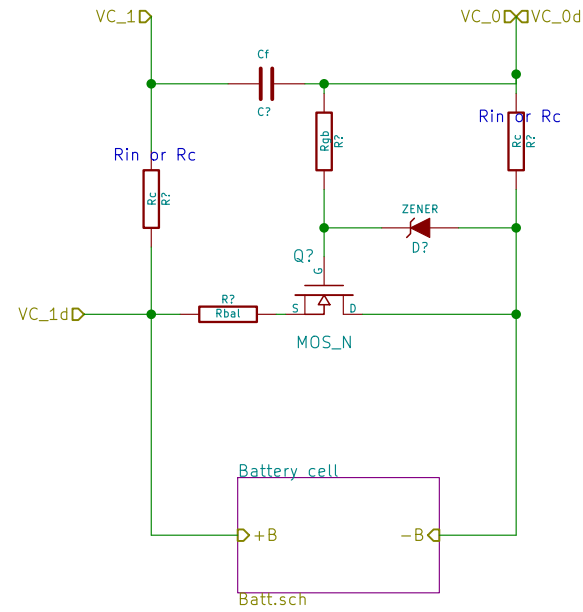 VC_1
VC_0
VC_0d
Cf
C?
Rin or Rc
Rgb
R?
Rc
R?
Rin or Rc
Rc
R?
ZENER
D?
Q?
G
VC_1d
R?
Rbal
S
D
MOS_N
Battery cell
+B
-B
Batt.sch